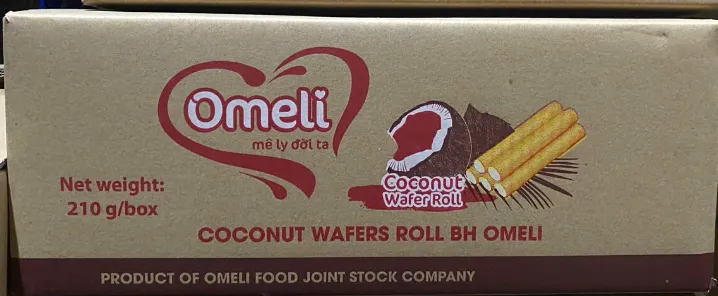 Omeli
mê ly đời ta
Coconut
Wafer Roll
Net weight:
210 g/box
COCONUT WAFERS ROLL BH OMELI
PRODUCT OF OMELI FOOD JOINT STOCK COMPANY